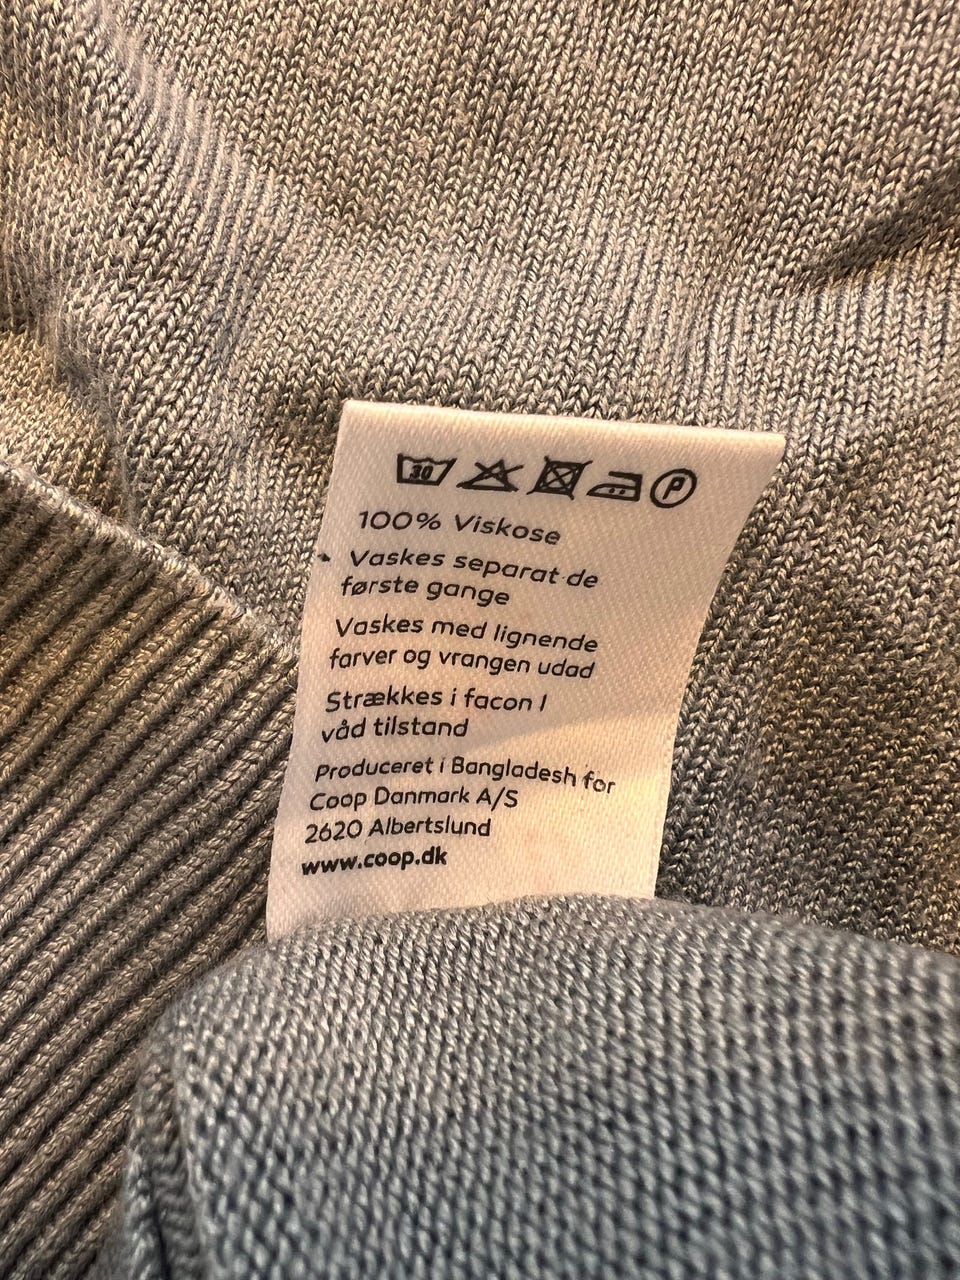 30 P
100% Viskose
Vaskes separat de
første gange
Vaskes med lignende
farver og vrangen udad
Strækkes i facon I
våd tilstand
Produceret i Bangladesh for
Coop Danmark A/S
2620 Albertslund
www.coop.dk